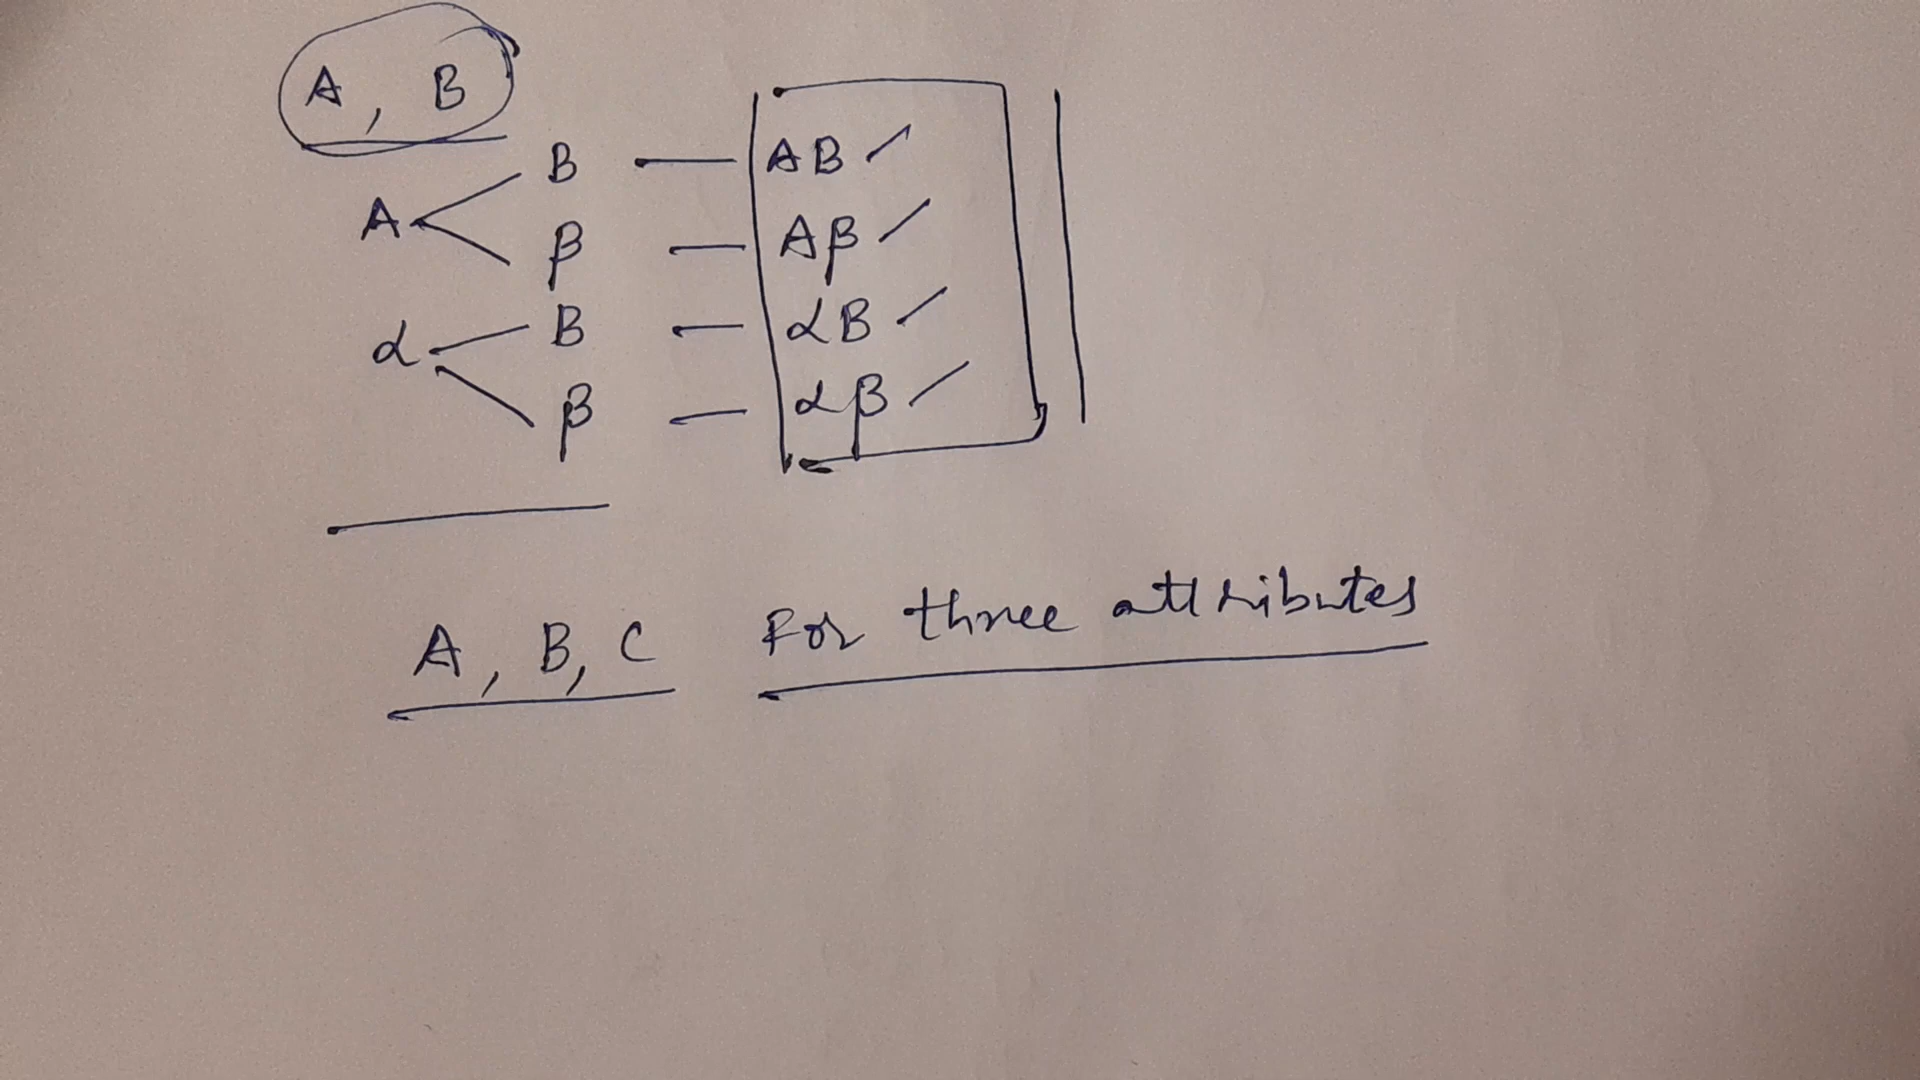 A, B
A B — AB
β — Aβ
α B — αB
β — αβ
A, B, C For three attributes